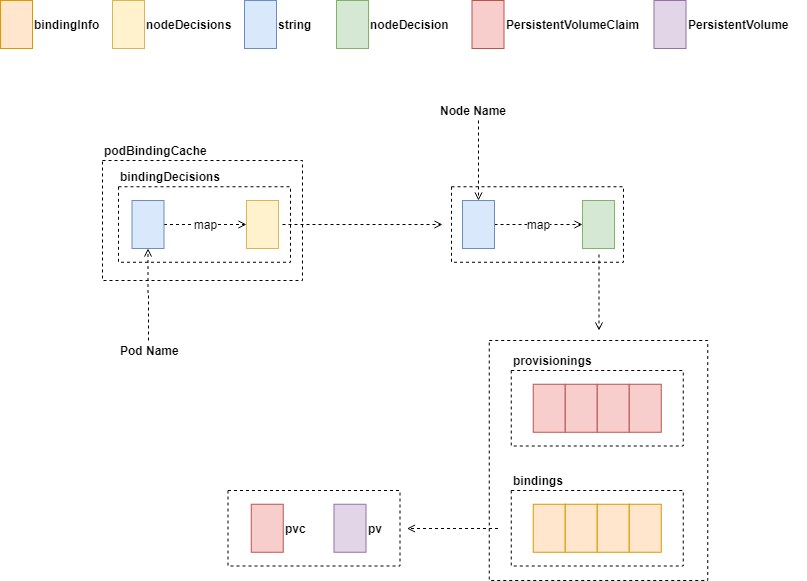 bindingInfo
nodeDecisions
string
nodeDecision
PersistentVolumeClaim
PersistentVolume
Node Name
podBindingCache
bindingDecisions
map
map
Pod Name
provisionings
bindings
pvc
pv